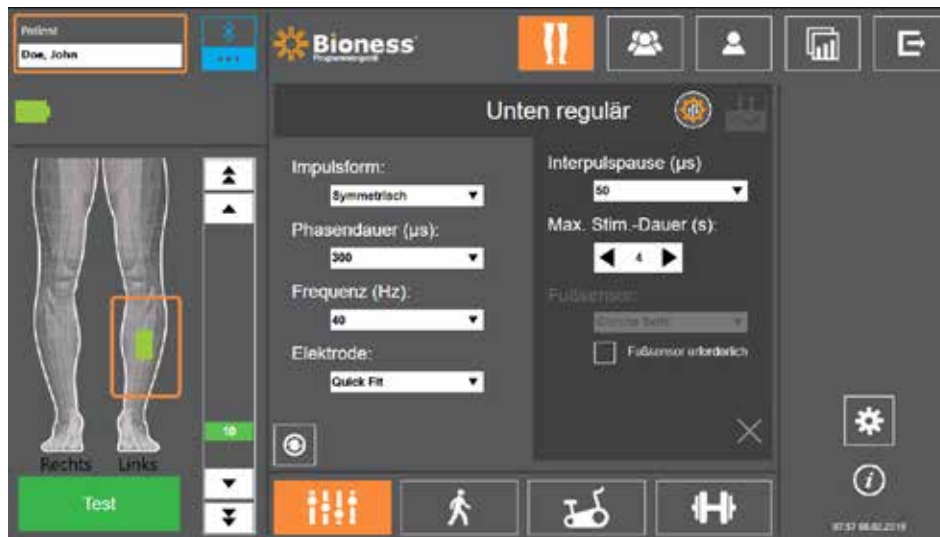 Patient
Doe, John
Bioness
Programmiergerät
Unten regulär
Impulsform:
Symmetrisch
Phasendauer (µs):
300
Frequenz (Hz):
40
Elektrode:
Quick Fit
Interpulspause (µs)
50
Max. Stim.-Dauer (s):
4
Fußsensor:
Fußsensor erforderlich
10
Rechts Links
Test